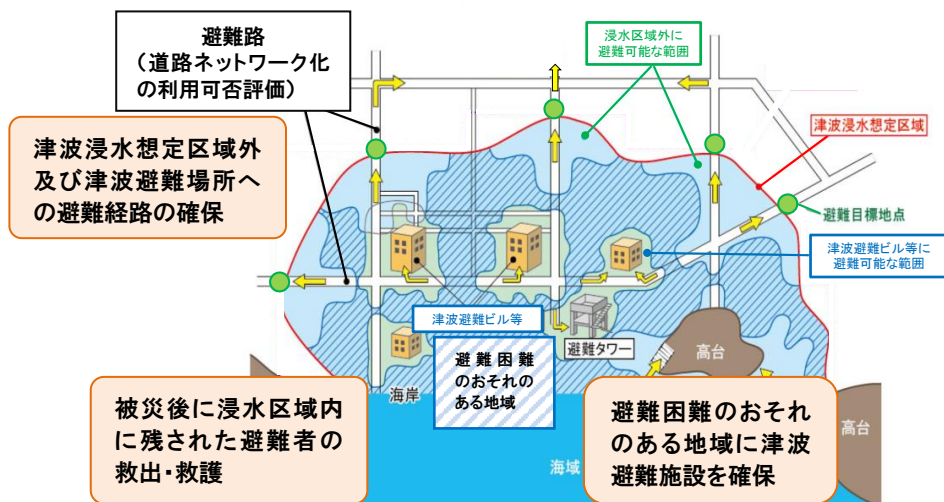 避難路
（道路ネットワーク化
の利用可否評価）
浸水区域外に
避難可能な範囲
津波浸水想定区域
津波浸水想定区域外
及び津波避難場所へ
の避難経路の確保
避難目標地点
津波避難ビル等に
避難可能な範囲
津波避難ビル等
避難タワー
避難困難
のおそれの
ある地域
高台
海岸
被災後に浸水区域内
に残された避難者の
救出・救護
避難困難のおそれ
のある地域に津波
避難施設を確保
高台
海域